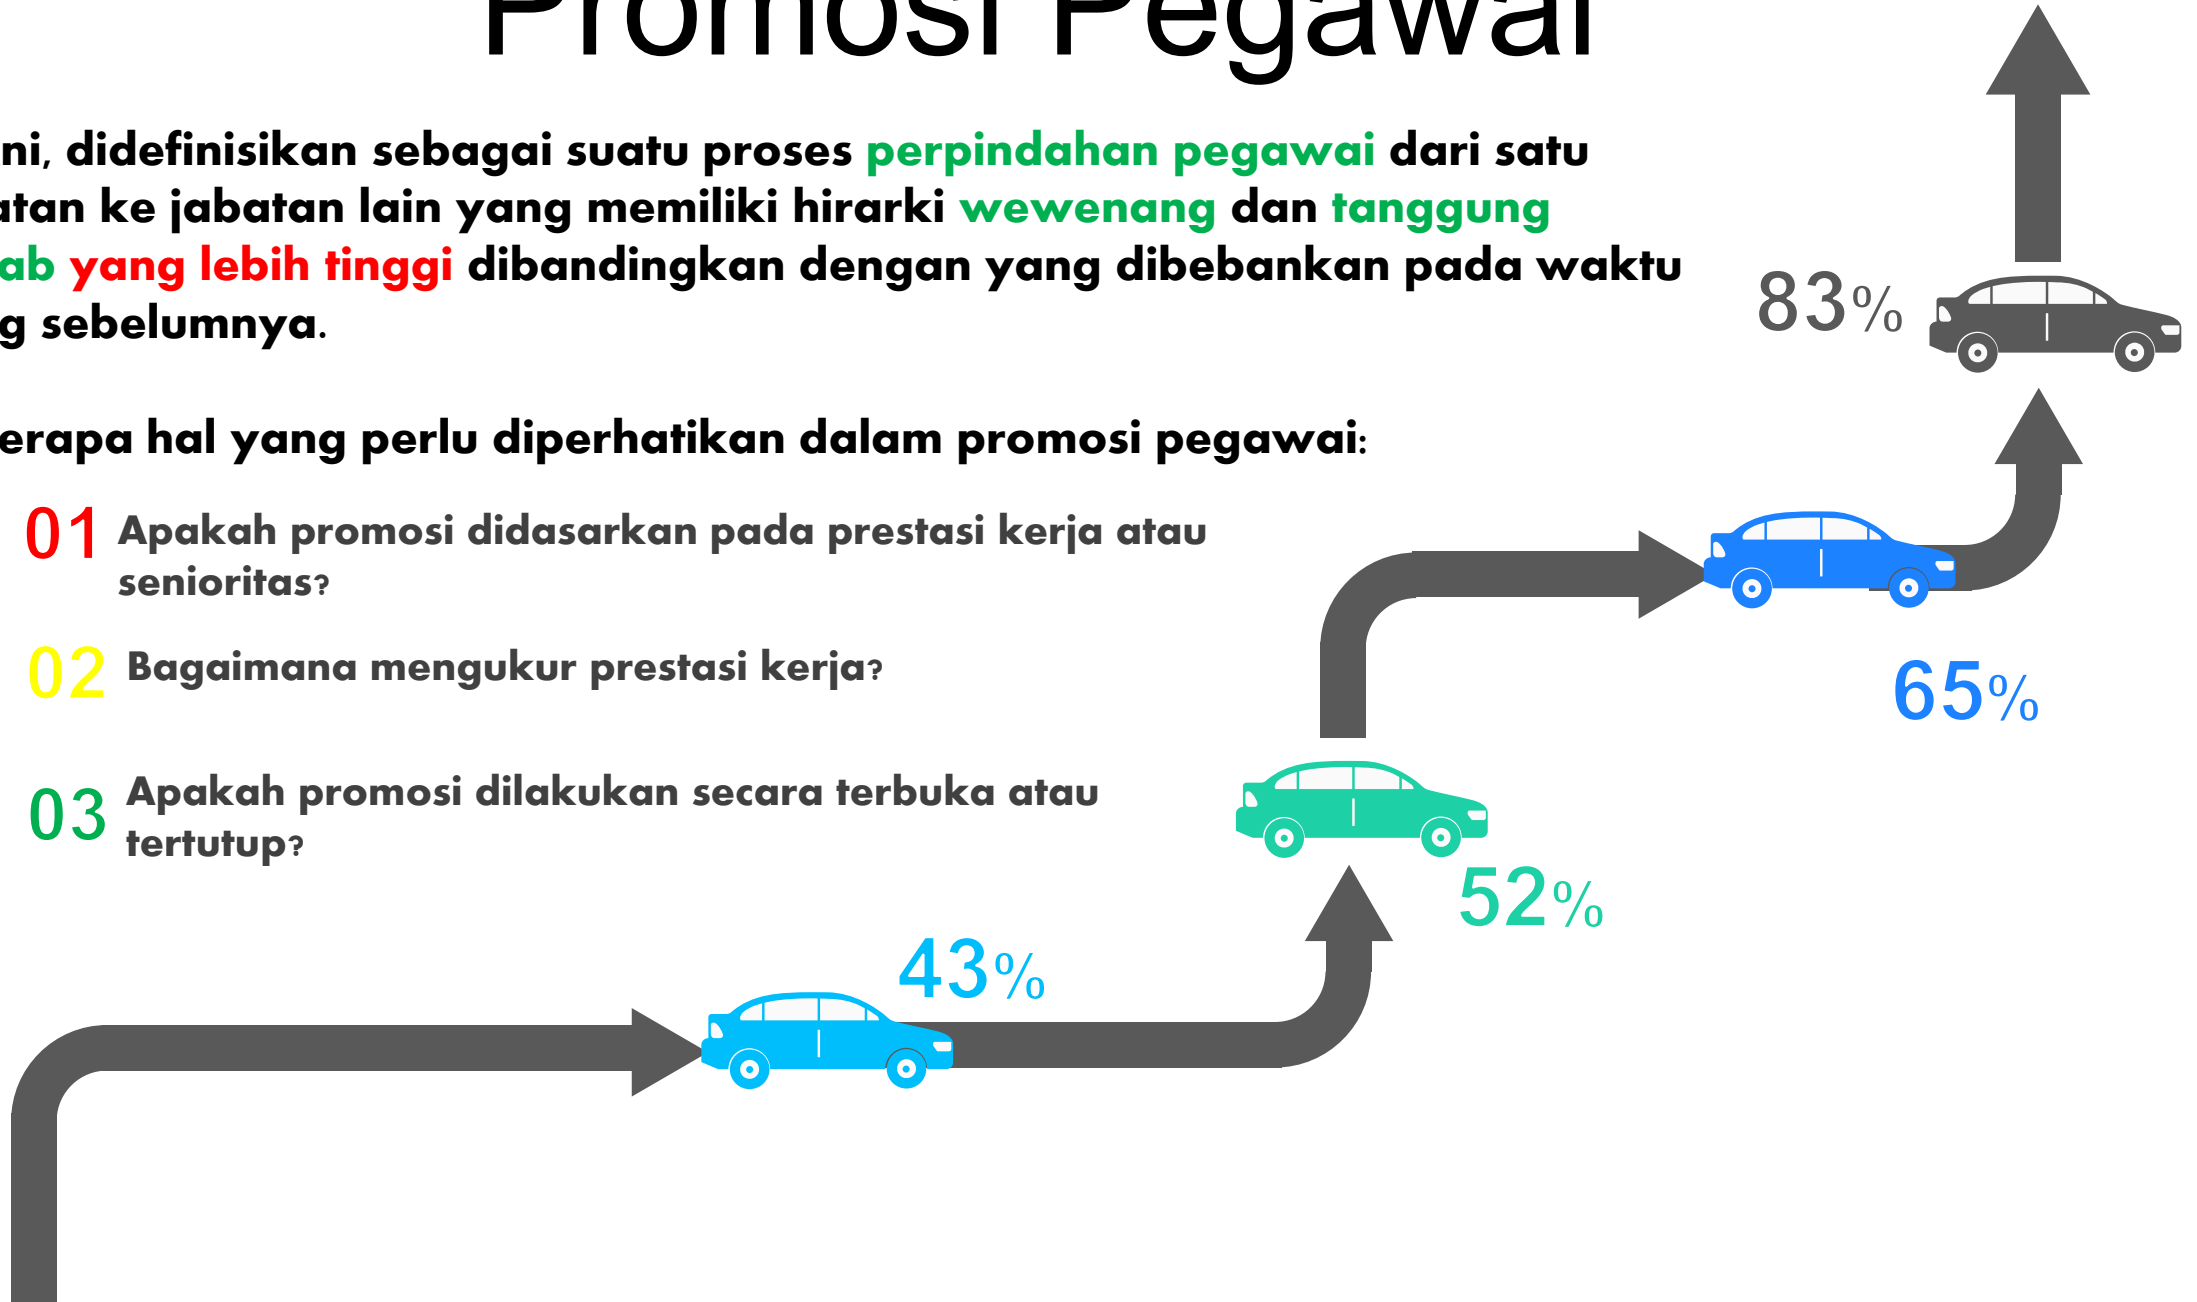 Promosi Pegawai
ni, didefinisikan sebagai suatu proses perpindahan pegawai dari satu
atan ke jabatan lain yang memiliki hirarki wewenang dan tanggung
ab yang lebih tinggi dibandingkan dengan yang dibebankan pada waktu
g sebelumnya.
83%
erapa hal yang perlu diperhatikan dalam promosi pegawai:
01 Apakah promosi didasarkan pada prestasi kerja atau
senioritas?
02 Bagaimana mengukur prestasi kerja?
65%
03 Apakah promosi dilakukan secara terbuka atau
tertutup?
52%
43%